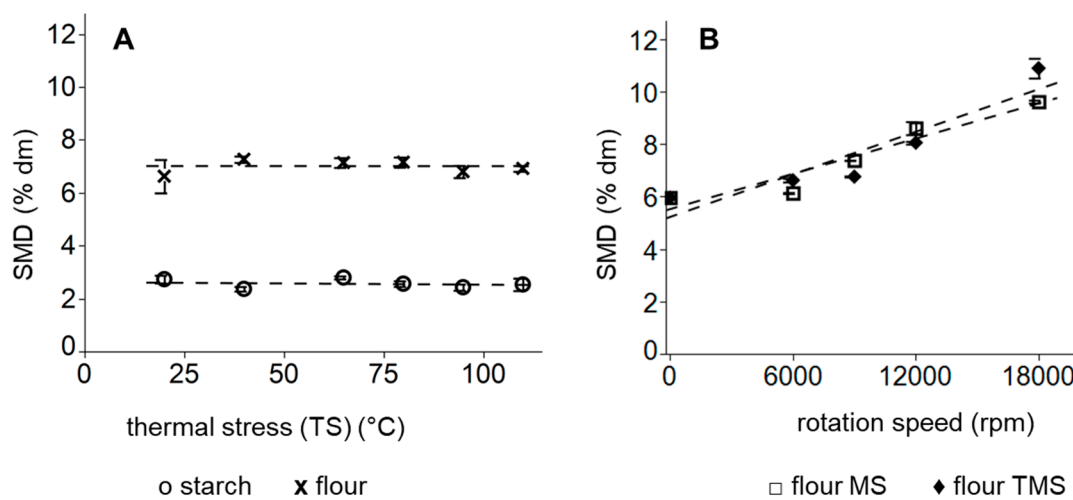 A
SMD (% dm)
12
10
8
6
4
2
0
0 25 50 75 100
thermal stress (TS) (°C)
o starch x flour
B
SMD (% dm)
12
10
8
6
4
2
0
0 6000 12000 18000
rotation speed (rpm)
□ flour MS ◆ flour TMS